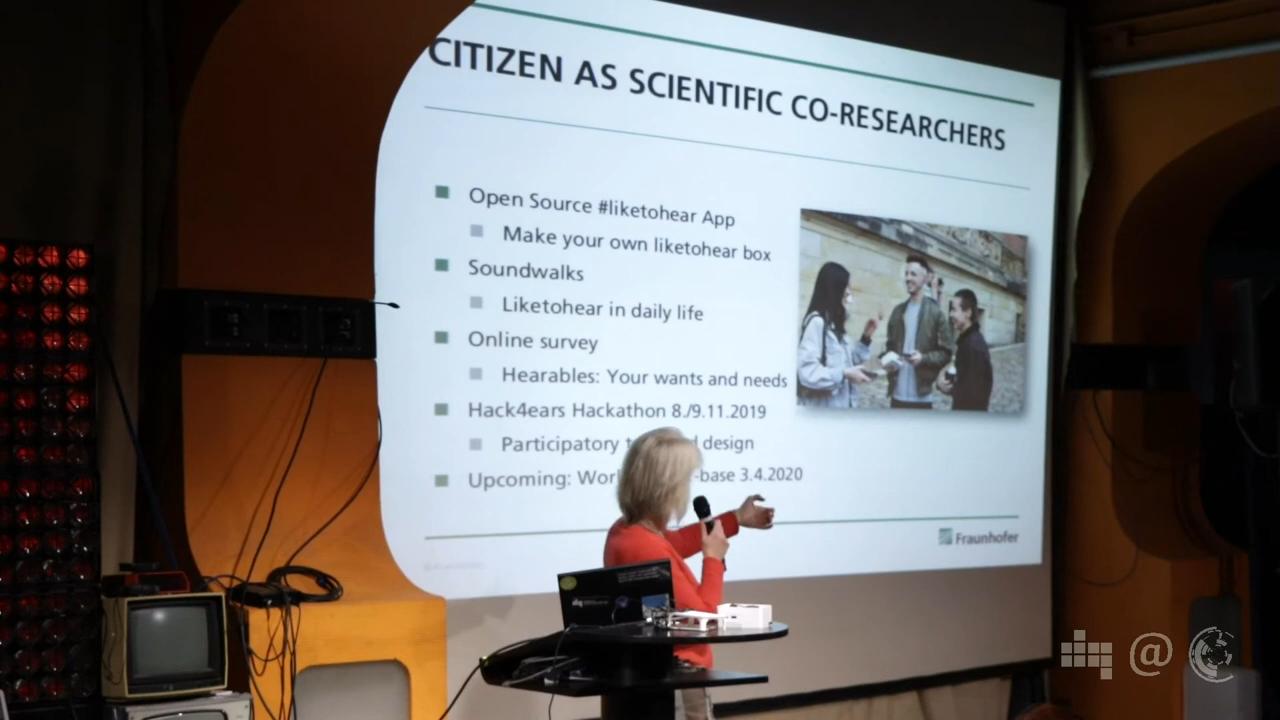 CITIZEN AS SCIENTIFIC CO-RESEARCHERS
Open Source #liketohear App
Make your own liketohear box
Soundwalks
Liketohear in daily life
Online survey
Hearables: Your wants and needs
Hack4ears Hackathon 8./9.11.2019
Participatory design
Upcoming: -base 3.4.2020
Fraunhofer
@